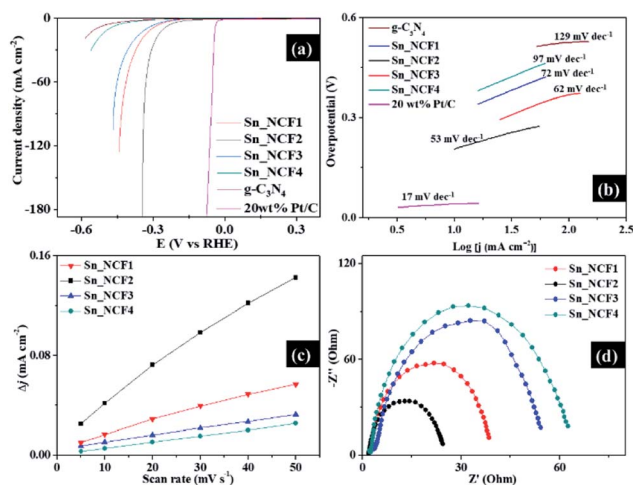 (a)
Current density (mA cm⁻²)
0
-60
-120
-180
-0.6
-0.3
0.0
0.3
E (V vs RHE)
Sn_NCF1
Sn_NCF2
Sn_NCF3
Sn_NCF4
g-C₃N₄
20wt% Pt/C
(b)
Overpotential (V)
0.6
0.4
0.2
0.0
0.0
0.5
1.0
1.5
2.0
2.5
Log [j (mA cm⁻²)]
g-C₃N₄
Sn_NCF1
Sn_NCF2
Sn_NCF3
Sn_NCF4
20 wt% Pt/C
129 mV dec⁻¹
97 mV dec⁻¹
72 mV dec⁻¹
62 mV dec⁻¹
53 mV dec⁻¹
17 mV dec⁻¹
(c)
Δj (mA cm⁻²)
0.16
0.08
0.00
0
10
20
30
40
50
Scan rate (mV s⁻¹)
Sn_NCF1
Sn_NCF2
Sn_NCF3
Sn_NCF4
(d)
-Z'' (Ohm)
120
60
0
0
30
60
90
Z' (Ohm)
Sn_NCF1
Sn_NCF2
Sn_NCF3
Sn_NCF4